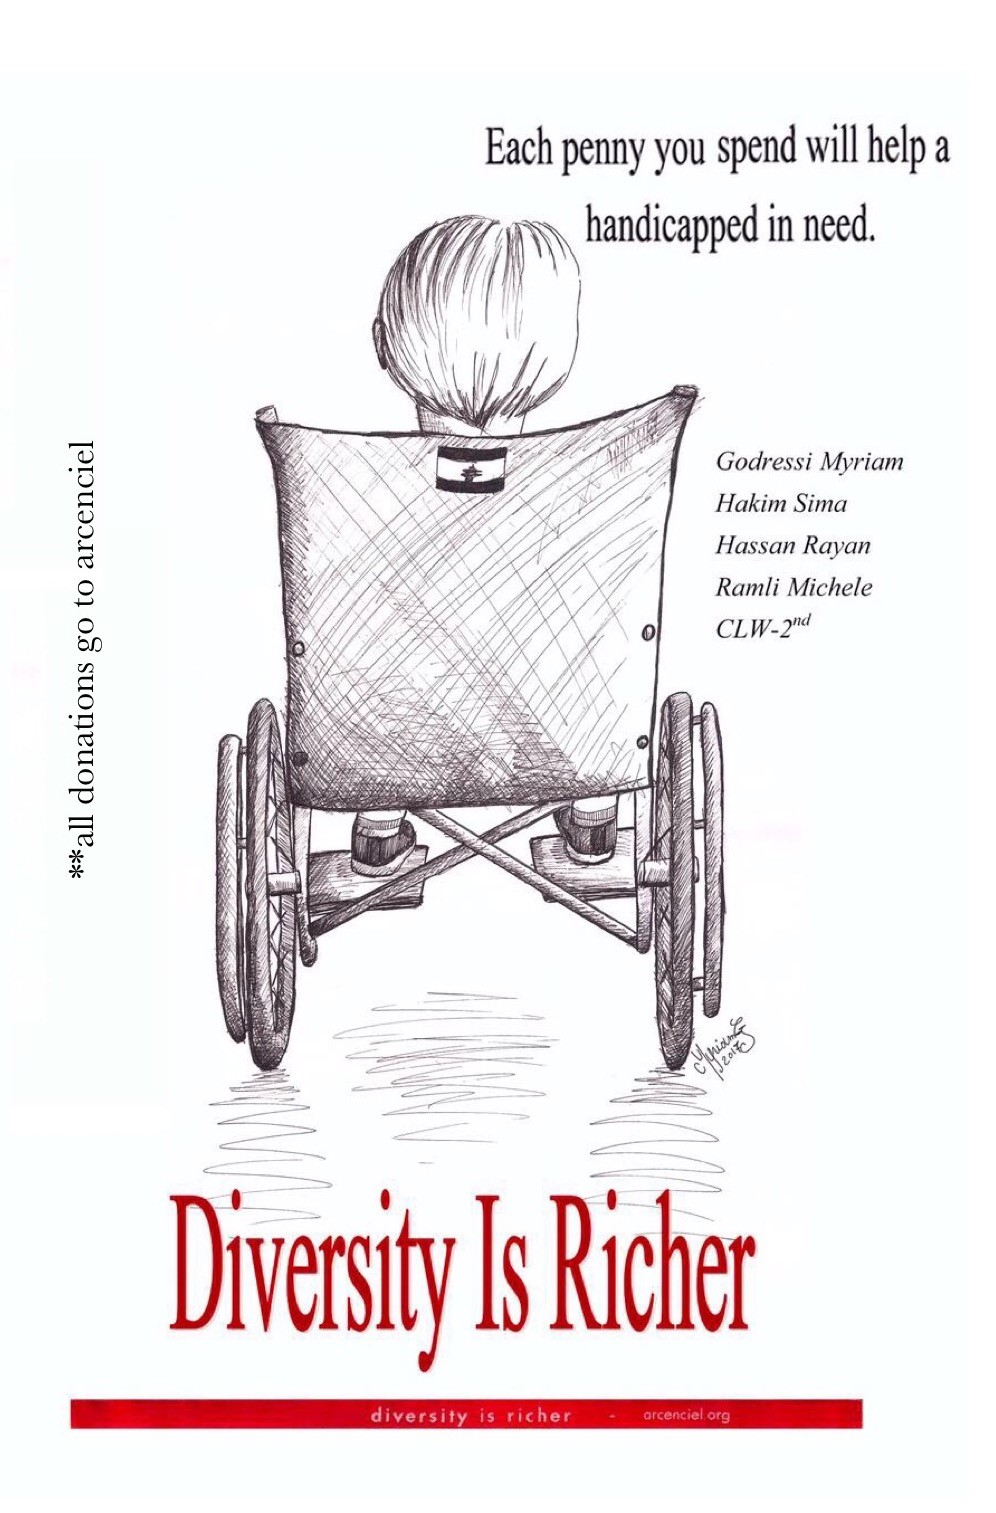 Each penny you spend will help a
handicapped in need.
Godressi Myriam
Hakim Sima
Hassan Rayan
Ramli Michele
CLW-2nd
**all donations go to arcenciel
2017
Diversity Is Richer
diversity is richer - arcenciel.org